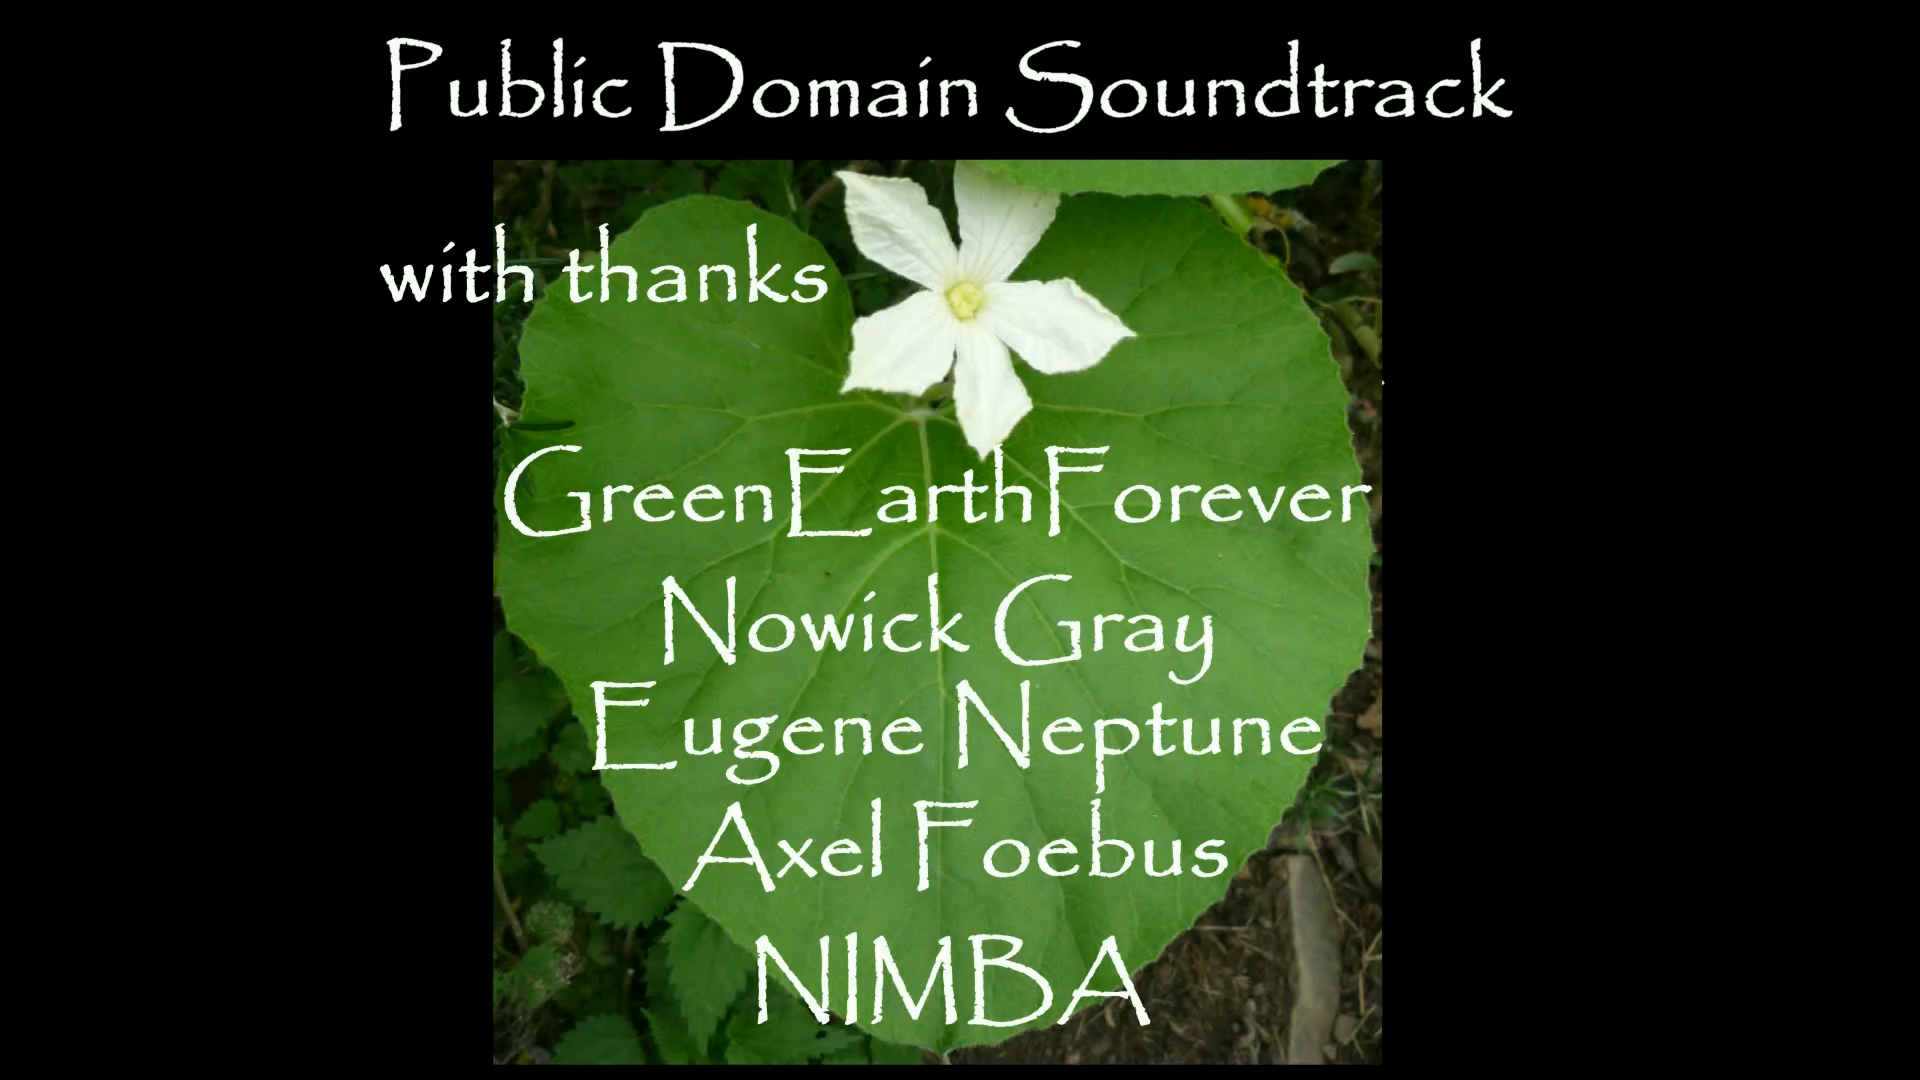 Public Domain Soundtrack
with thanks
GreenEarthForever
Nowick Gray
Eugene Neptune
Axel Foebus
NIMBA